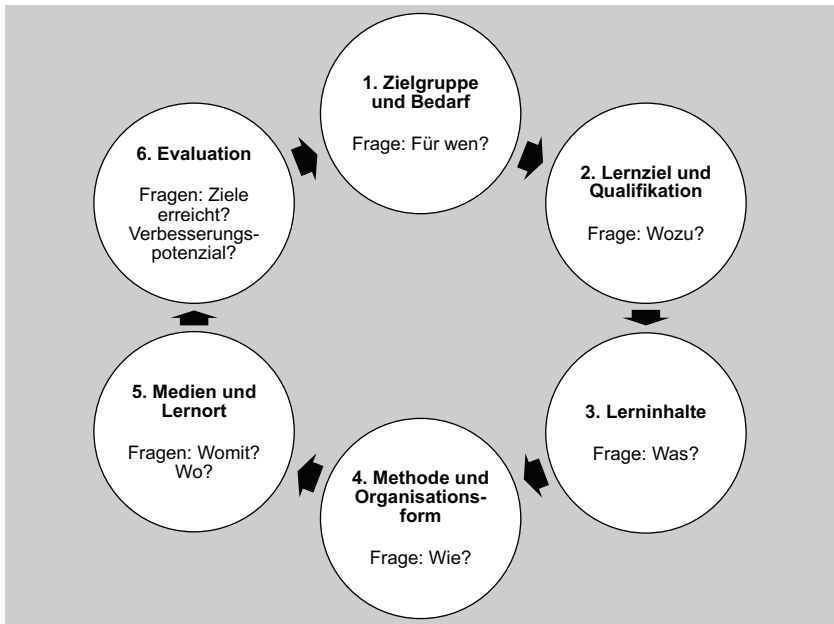 1. Zielgruppe
und Bedarf
Frage: Für wen?
2. Lernziel und
Qualifikation
Frage: Wozu?
3. Lerninhalte
Frage: Was?
4. Methode und
Organisations-
form
Frage: Wie?
5. Medien und
Lernort
Fragen: Womit?
Wo?
6. Evaluation
Fragen: Ziele
erreicht?
Verbesserungs-
potenzial?